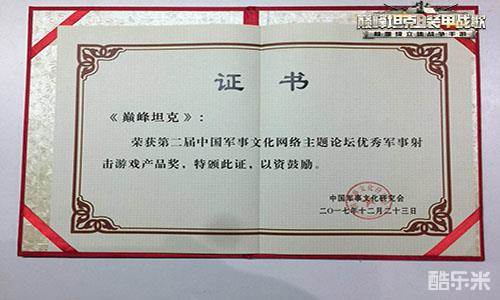 巅峰坦克:装甲战歌
证书
《巅峰坦克》:
荣获第二届中国军事文化网络主题论坛优秀军事射
击游戏产品奖，特颁此证，以资鼓励。
中国军事文化研究会
二〇一七年十二月二十三日
酷乐米